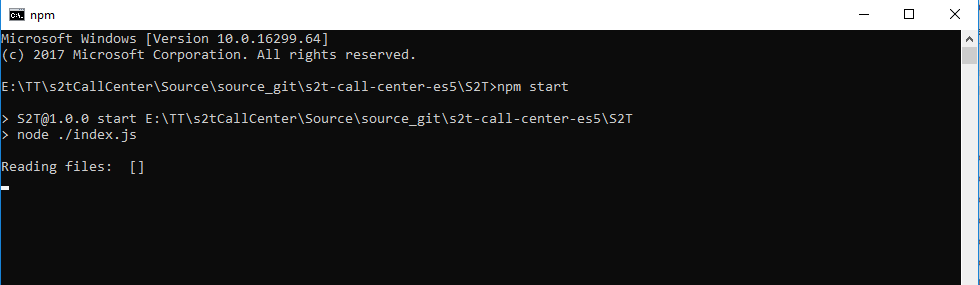 npm
Microsoft Windows [Version 10.0.16299.64]
(c) 2017 Microsoft Corporation. All rights reserved.
E:\TT\s2tCallCenter\Source\source_git\s2t-call-center-es5\S2T>npm start
> S2T@1.0.0 start E:\TT\s2tCallCenter\Source\source_git\s2t-call-center-es5\S2T
> node ./index.js
Reading files:  []